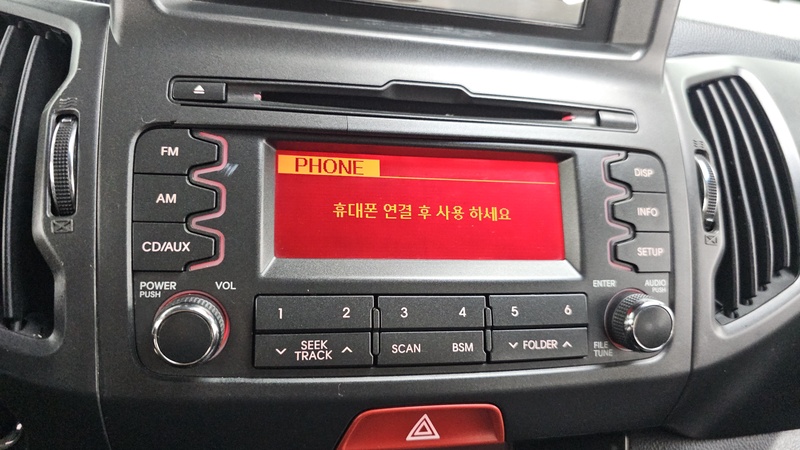 FM
AM
CD/AUX
PHONE
휴대폰 연결 후 사용 하세요
DISP
INFO
SETUP
POWER
PUSH
VOL
ENTER
AUDIO
PUSH
1 2 3 4 5 6
SEEK
TRACK
SCAN BSM
FOLDER
FILE
TUNE